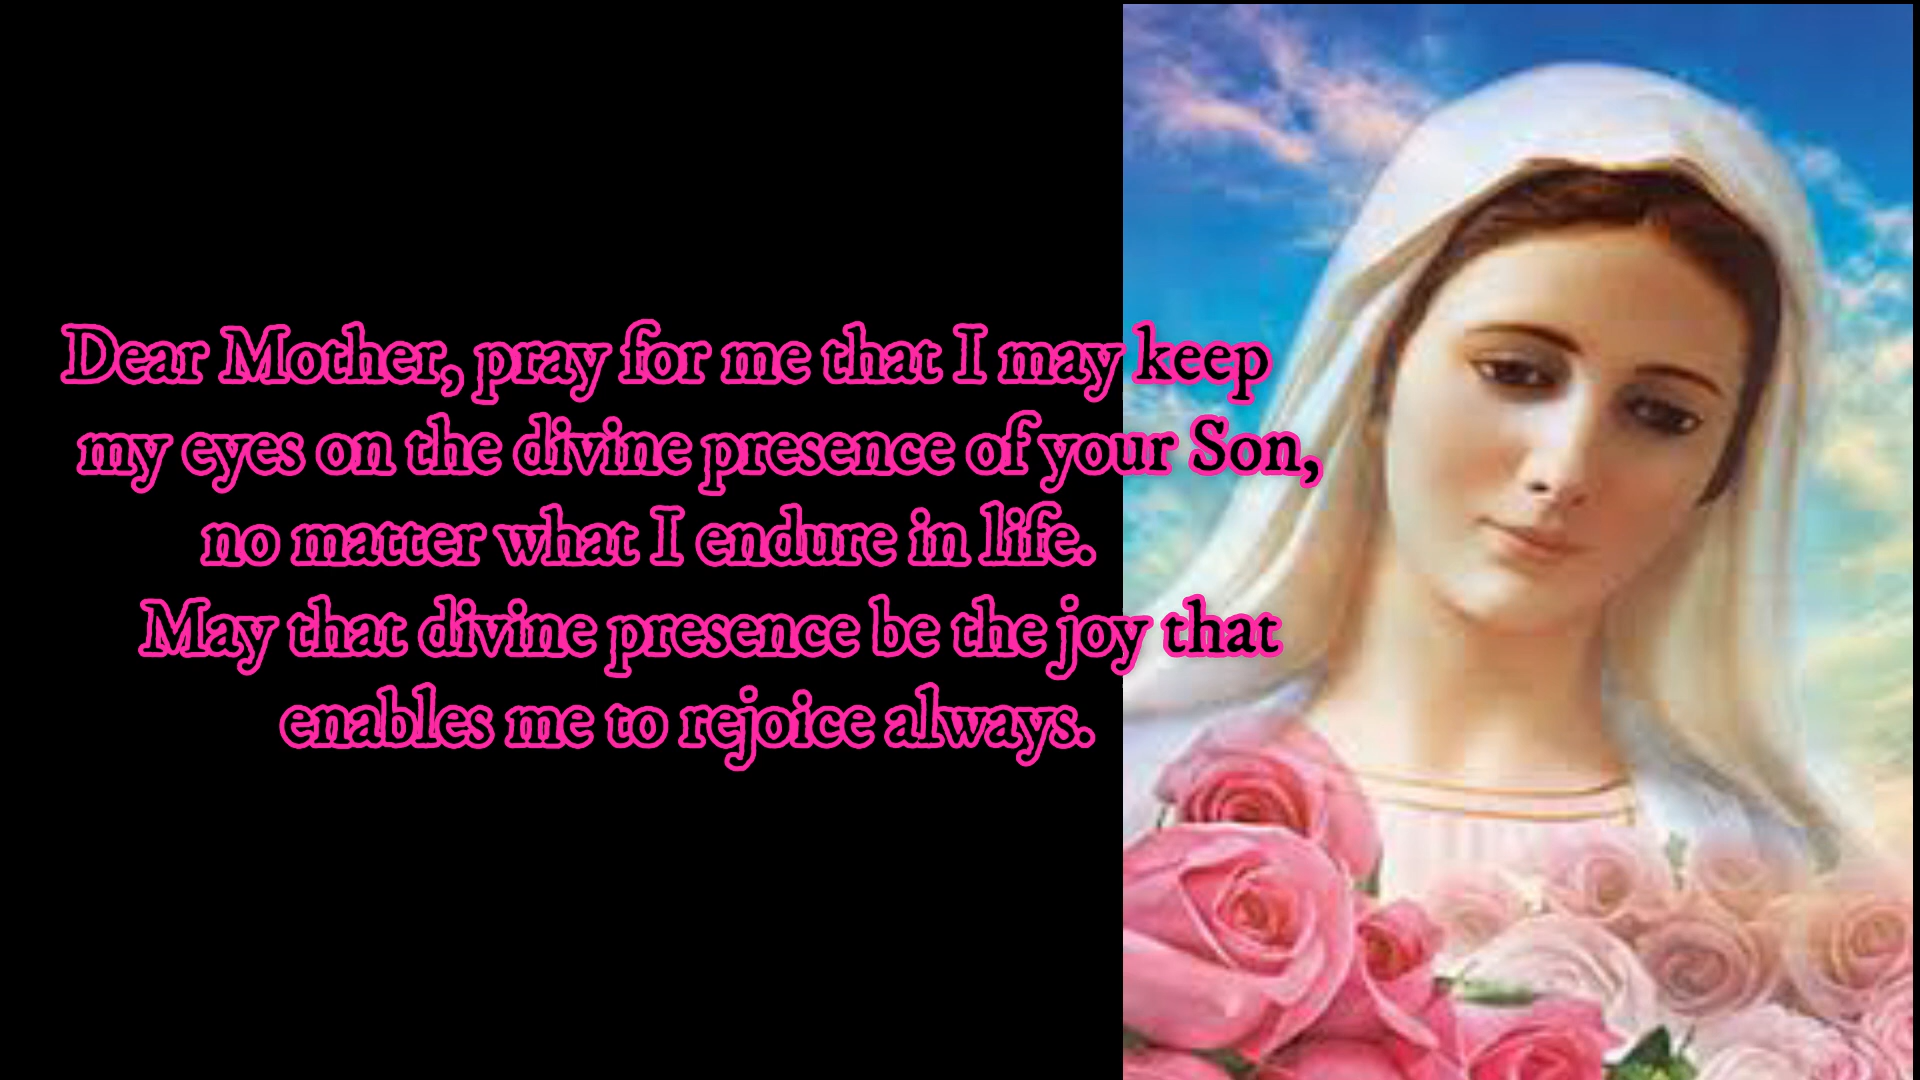 Dear Mother, pray for me that I may keep
my eyes on the divine presence of your Son,
no matter what I endure in life.
May that divine presence be the joy that
enables me to rejoice always.